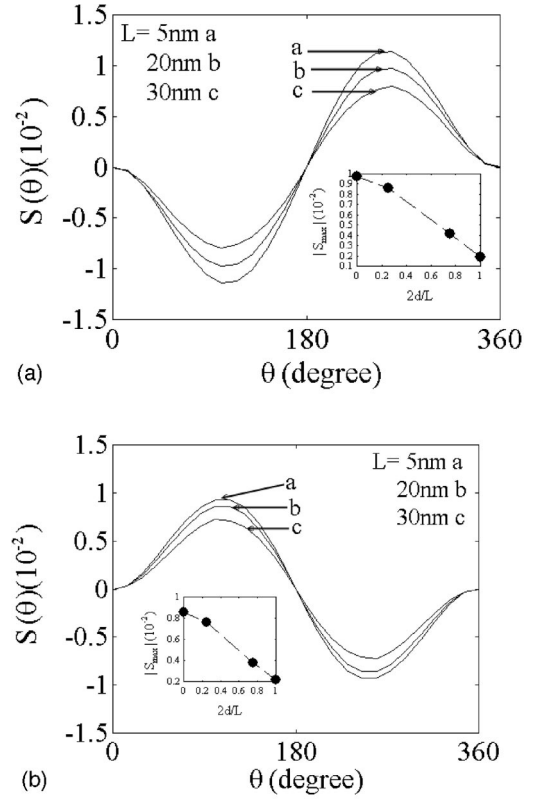 L= 5nm a
20nm b
30nm c
a
b
c
S(θ)(10⁻²)
1.5
1
0.5
0
-0.5
-1
-1.5
0 180 360
θ (degree)
(a)
|Sₘₐₓ|(10⁻²)
1
0.9
0.8
0.7
0.6
0.5
0.4
0.3
0.2
0.1
0 0.2 0.4 0.6 0.8 1
2d/L
L= 5nm a
20nm b
30nm c
a
b
c
S(θ)(10⁻²)
1.5
1
0.5
0
-0.5
-1
-1.5
0 180 360
θ (degree)
(b)
|Sₘₐₓ|(10⁻²)
1
0.8
0.6
0.4
0.2
0 0.2 0.4 0.6 0.8 1
2d/L